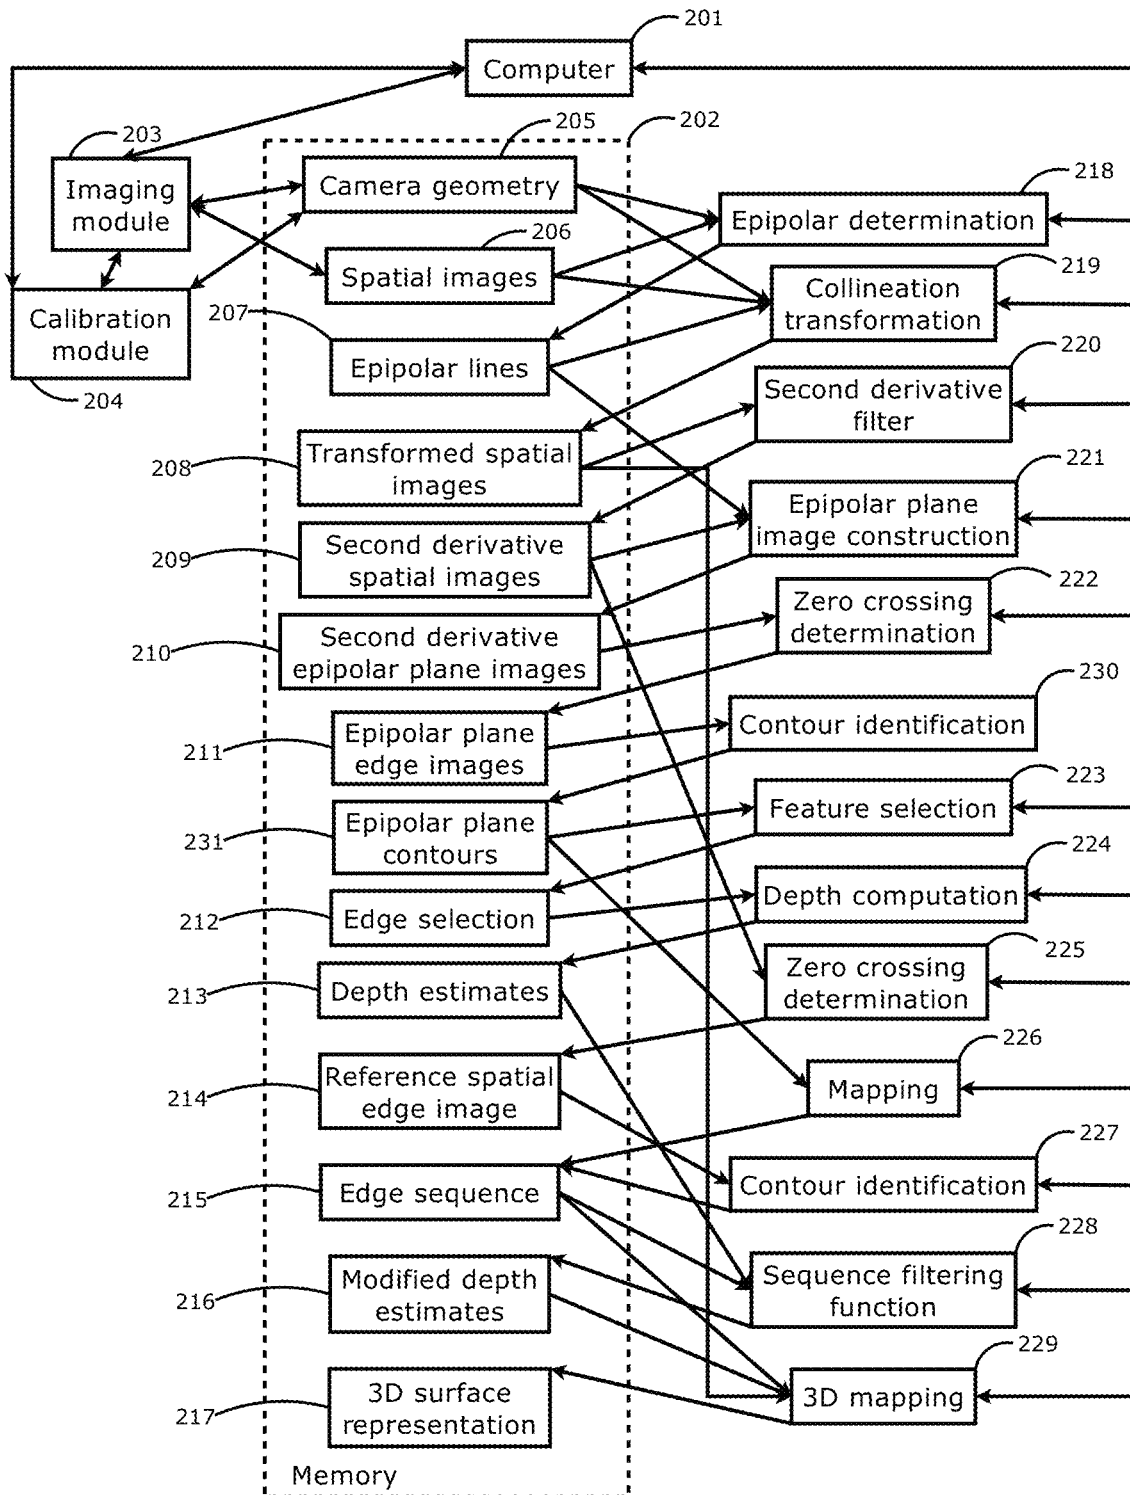 201
Computer
203
205
202
Imaging
module
Camera geometry
218
Epipolar determination
206
Spatial images
219
Collineation
transformation
Calibration
module
204
207
Epipolar lines
220
Second derivative
filter
208
Transformed spatial
images
221
Epipolar plane
image construction
209
Second derivative
spatial images
222
Zero crossing
determination
210
Second derivative
epipolar plane images
230
Contour identification
211
Epipolar plane
edge images
223
Feature selection
231
Epipolar plane
contours
224
Depth computation
212
Edge selection
225
Zero crossing
determination
213
Depth estimates
226
Mapping
214
Reference spatial
edge image
227
Contour identification
215
Edge sequence
228
Sequence filtering
function
216
Modified depth
estimates
229
3D mapping
217
3D surface
representation
Memory